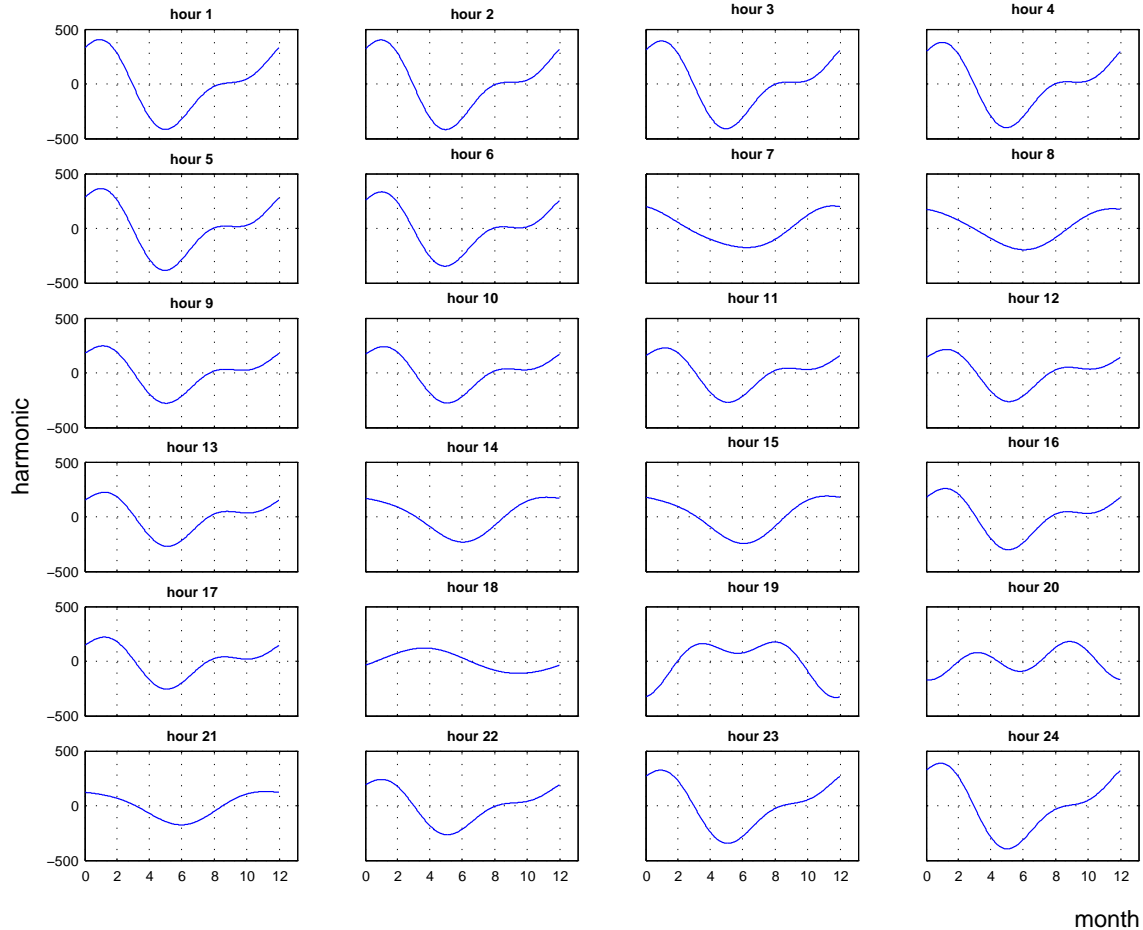 hour 1
hour 2
hour 3
hour 4
500
0
−500
hour 5
hour 6
hour 7
hour 8
500
0
−500
hour 9
hour 10
hour 11
hour 12
500
0
−500
hour 13
hour 14
hour 15
hour 16
500
0
−500
hour 17
hour 18
hour 19
hour 20
500
0
−500
hour 21
hour 22
hour 23
hour 24
500
0
−500
0 2 4 6 8 10 12
0 2 4 6 8 10 12
0 2 4 6 8 10 12
0 2 4 6 8 10 12
harmonic
month